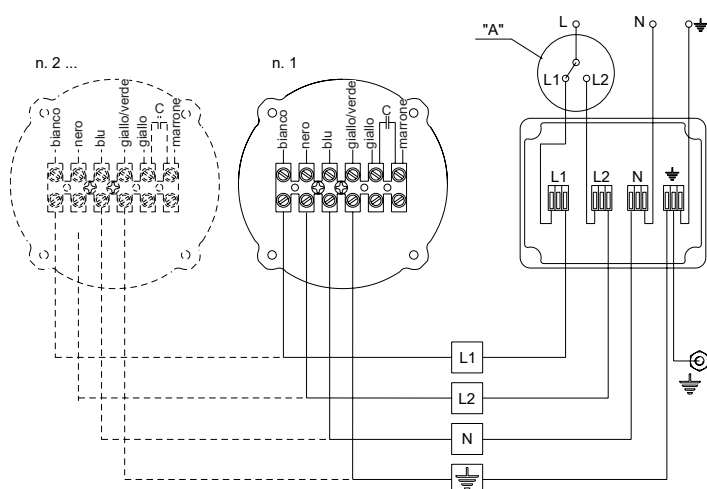 "A"
L
N
n. 2 ...
n. 1
L1
L2
bianco
nero
blu
giallo/verde
giallo
C
marrone
bianco
nero
blu
giallo/verde
giallo
C
marrone
L1
L2
N
L1
L2
N